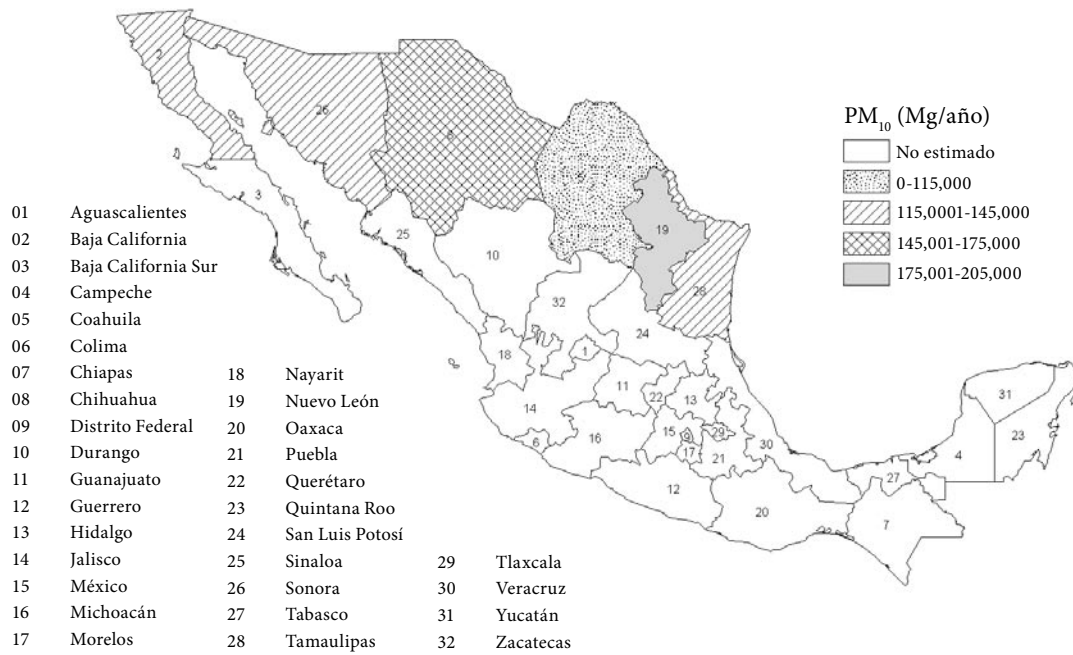 PM10 (Mg/año)
No estimado
0-115,000
115,0001-145,000
145,001-175,000
175,001-205,000
01 Aguascalientes
02 Baja California
03 Baja California Sur
04 Campeche
05 Coahuila
06 Colima
07 Chiapas
08 Chihuahua
09 Distrito Federal
10 Durango
11 Guanajuato
12 Guerrero
13 Hidalgo
14 Jalisco
15 México
16 Michoacán
17 Morelos
18 Nayarit
19 Nuevo León
20 Oaxaca
21 Puebla
22 Querétaro
23 Quintana Roo
24 San Luis Potosí
25 Sinaloa
26 Sonora
27 Tabasco
28 Tamaulipas
29 Tlaxcala
30 Veracruz
31 Yucatán
32 Zacatecas
2
26
8
5
3
25
10
19
28
32
24
18
1
11
22
13
14
15
9
29
6
16
17
21
30
12
20
27
7
4
31
23